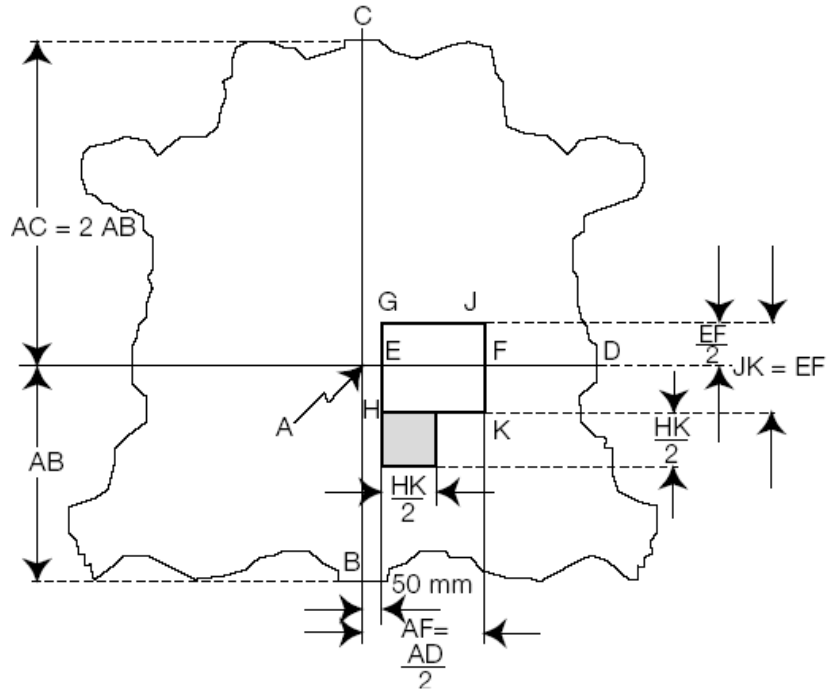 C
AC = 2 AB
G J
E F D
EF
2
JK = EF
A
H
K
AB
HK
2
HK
2
B
50 mm
AF=
AD
2